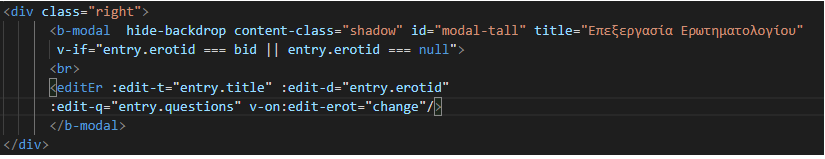 <div class="right">
<b-modal  hide-backdrop content-class="shadow" id="modal-tall" title="Επεξεργασία Ερωτηματολογίου"
v-if="entry.erotid === bid || entry.erotid === null">
<br>
<editEr :edit-t="entry.title" :edit-d="entry.erotid"
:edit-q="entry.questions" v-on:edit-erot="change"/>
</b-modal>
</div>